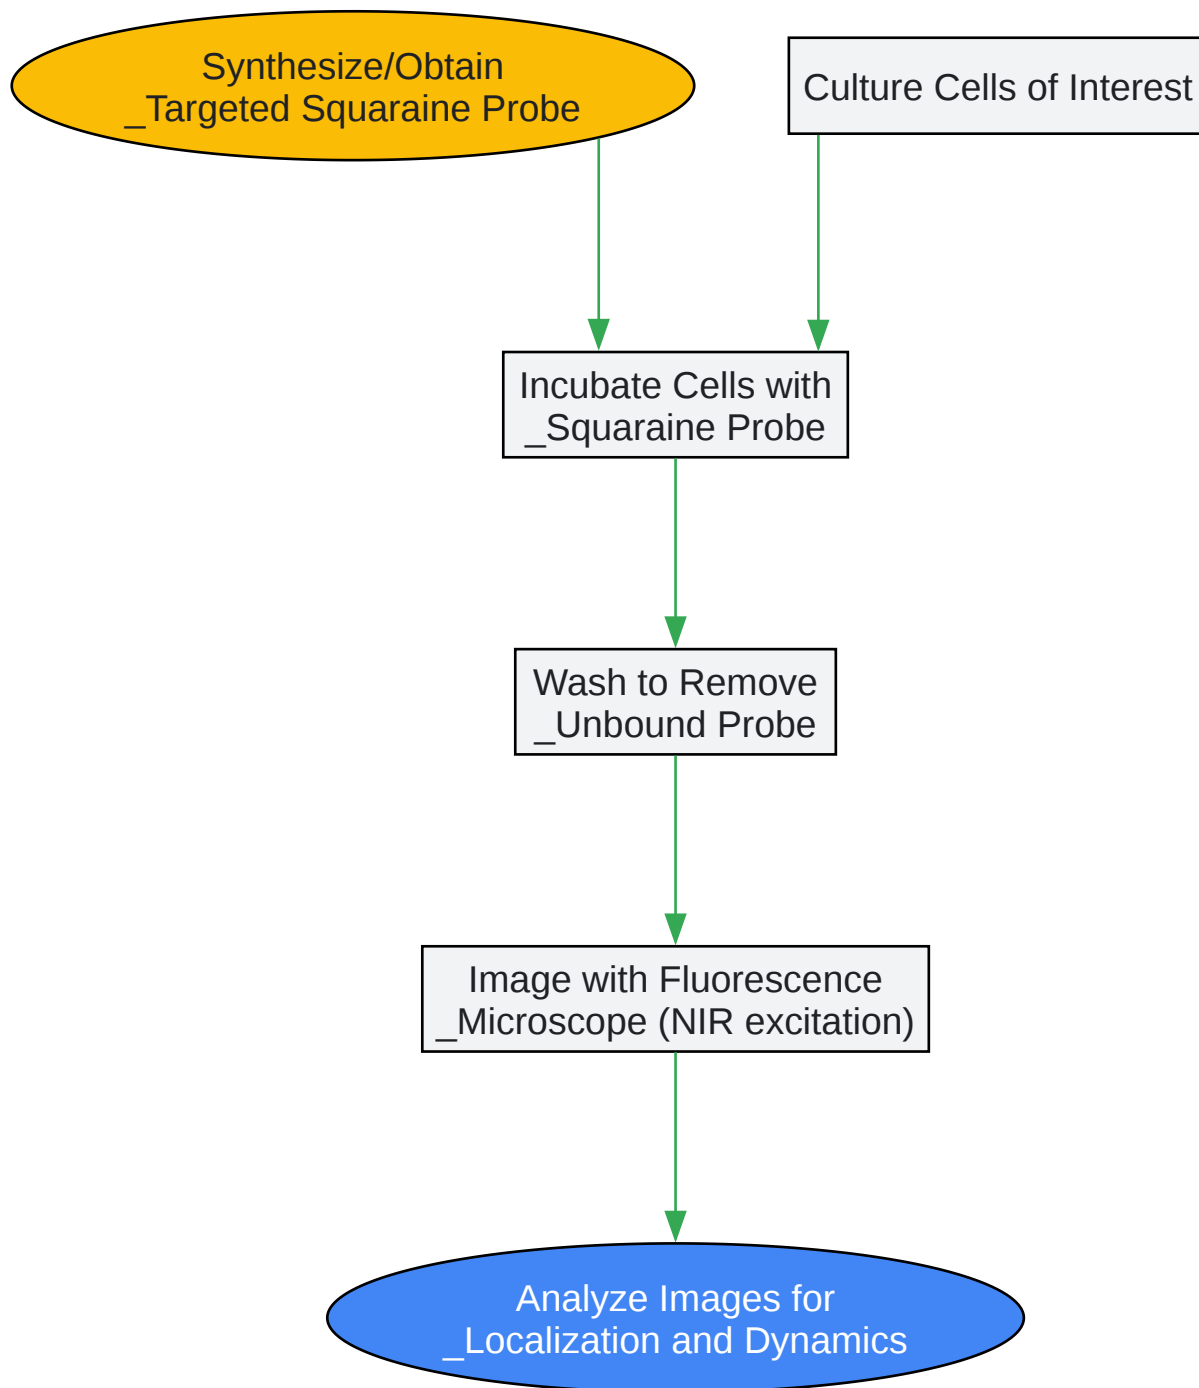 Synthesize/Obtain
_Targeted Squaraine Probe
Culture Cells of Interest
Incubate Cells with
_Squaraine Probe
Wash to Remove
_Unbound Probe
Image with Fluorescence
_Microscope (NIR excitation)
Analyze Images for
_Localization and Dynamics